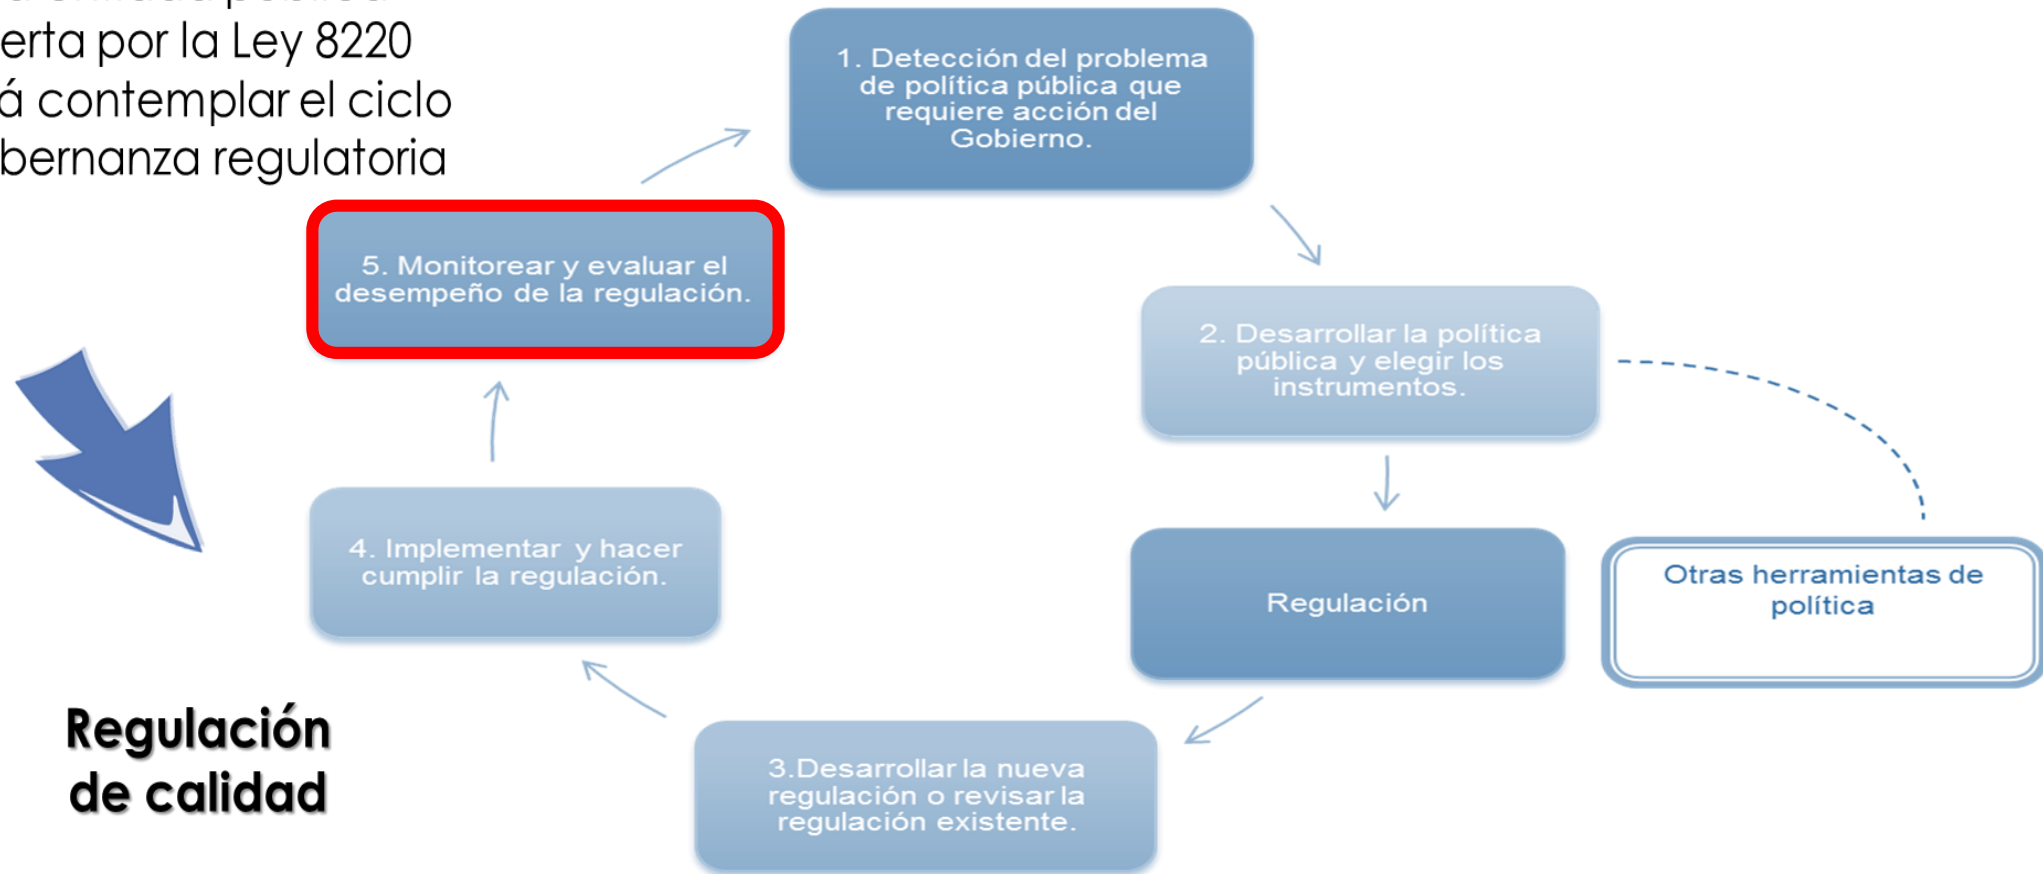 erta por la Ley 8220
á contemplar el ciclo
bernanza regulatoria
1. Detección del problema
de política pública que
requiere acción del
Gobierno.
5. Monitorear y evaluar el
desempeño de la regulación.
2. Desarrollar la política
pública y elegir los
instrumentos.
4. Implementar y hacer
cumplir la regulación.
Regulación
Otras herramientas de
política
Regulación
de calidad
3.Desarrollar la nueva
regulación o revisar la
regulación existente.